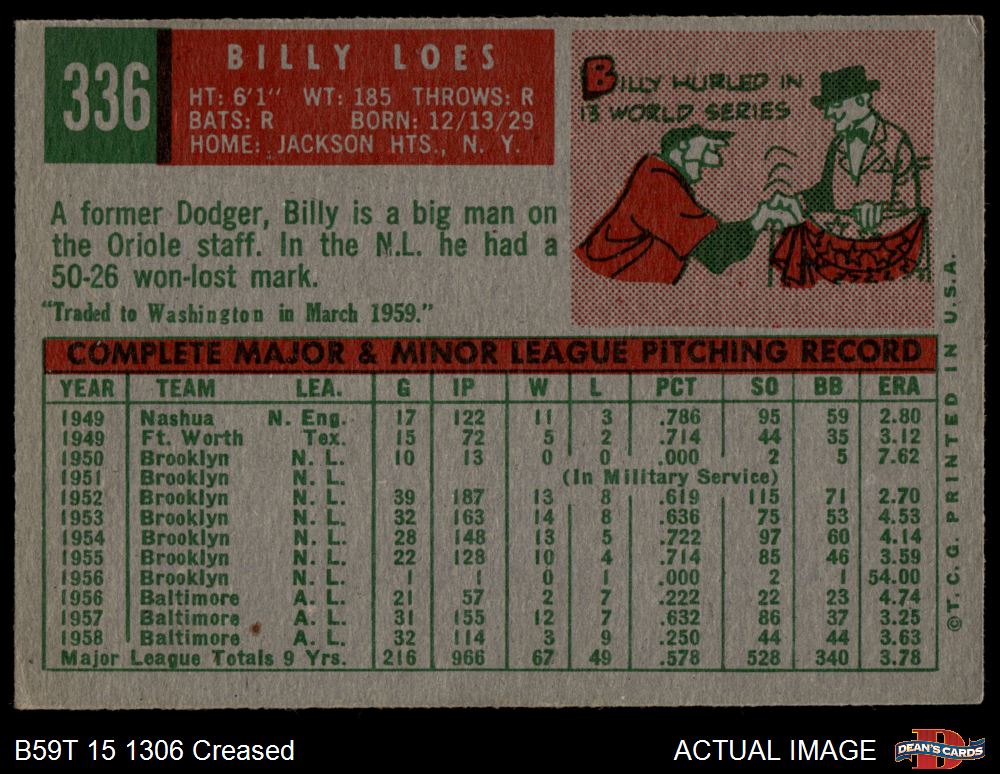 336
BILLY LOES
HT: 6'1" WT: 185 THROWS: R
BATS: R BORN: 12/13/29
HOME: JACKSON HTS., N. Y.
BILLY HURLED IN
13 WORLD SERIES
A former Dodger, Billy is a big man on
the Oriole staff. In the N.L. he had a
50-26 won-lost mark.
"Traded to Washington in March 1959."
COMPLETE MAJOR & MINOR LEAGUE PITCHING RECORD
YEAR TEAM LEA. G IP W L PCT SO BB ERA
1949 Nashua N. Eng. 17 122 11 3 .786 95 59 2.80
1949 Ft. Worth Tex. 15 72 5 2 .714 44 35 3.12
1950 Brooklyn N. L. 10 13 0 0 .000 2 5 7.62
1951 Brooklyn N. L. (In Military Service)
1952 Brooklyn N. L. 39 187 13 8 .619 115 71 2.70
1953 Brooklyn N. L. 32 163 14 8 .636 75 53 4.53
1954 Brooklyn N. L. 28 148 13 5 .722 97 60 4.14
1955 Brooklyn N. L. 22 128 10 4 .714 85 46 3.59
1956 Brooklyn N. L. 1 1 0 1 .000 2 1 54.00
1956 Baltimore A. L. 21 57 2 7 .222 22 23 4.74
1957 Baltimore A. L. 31 155 12 7 .632 86 37 3.25
1958 Baltimore A. L. 32 114 3 9 .250 44 44 3.63
Major League Totals 9 Yrs. 216 966 67 49 .578 528 340 3.78
©T. C. G. PRINTED IN U.S.A.
B59T 15 1306 Creased
ACTUAL IMAGE
DEAN'S CARDS